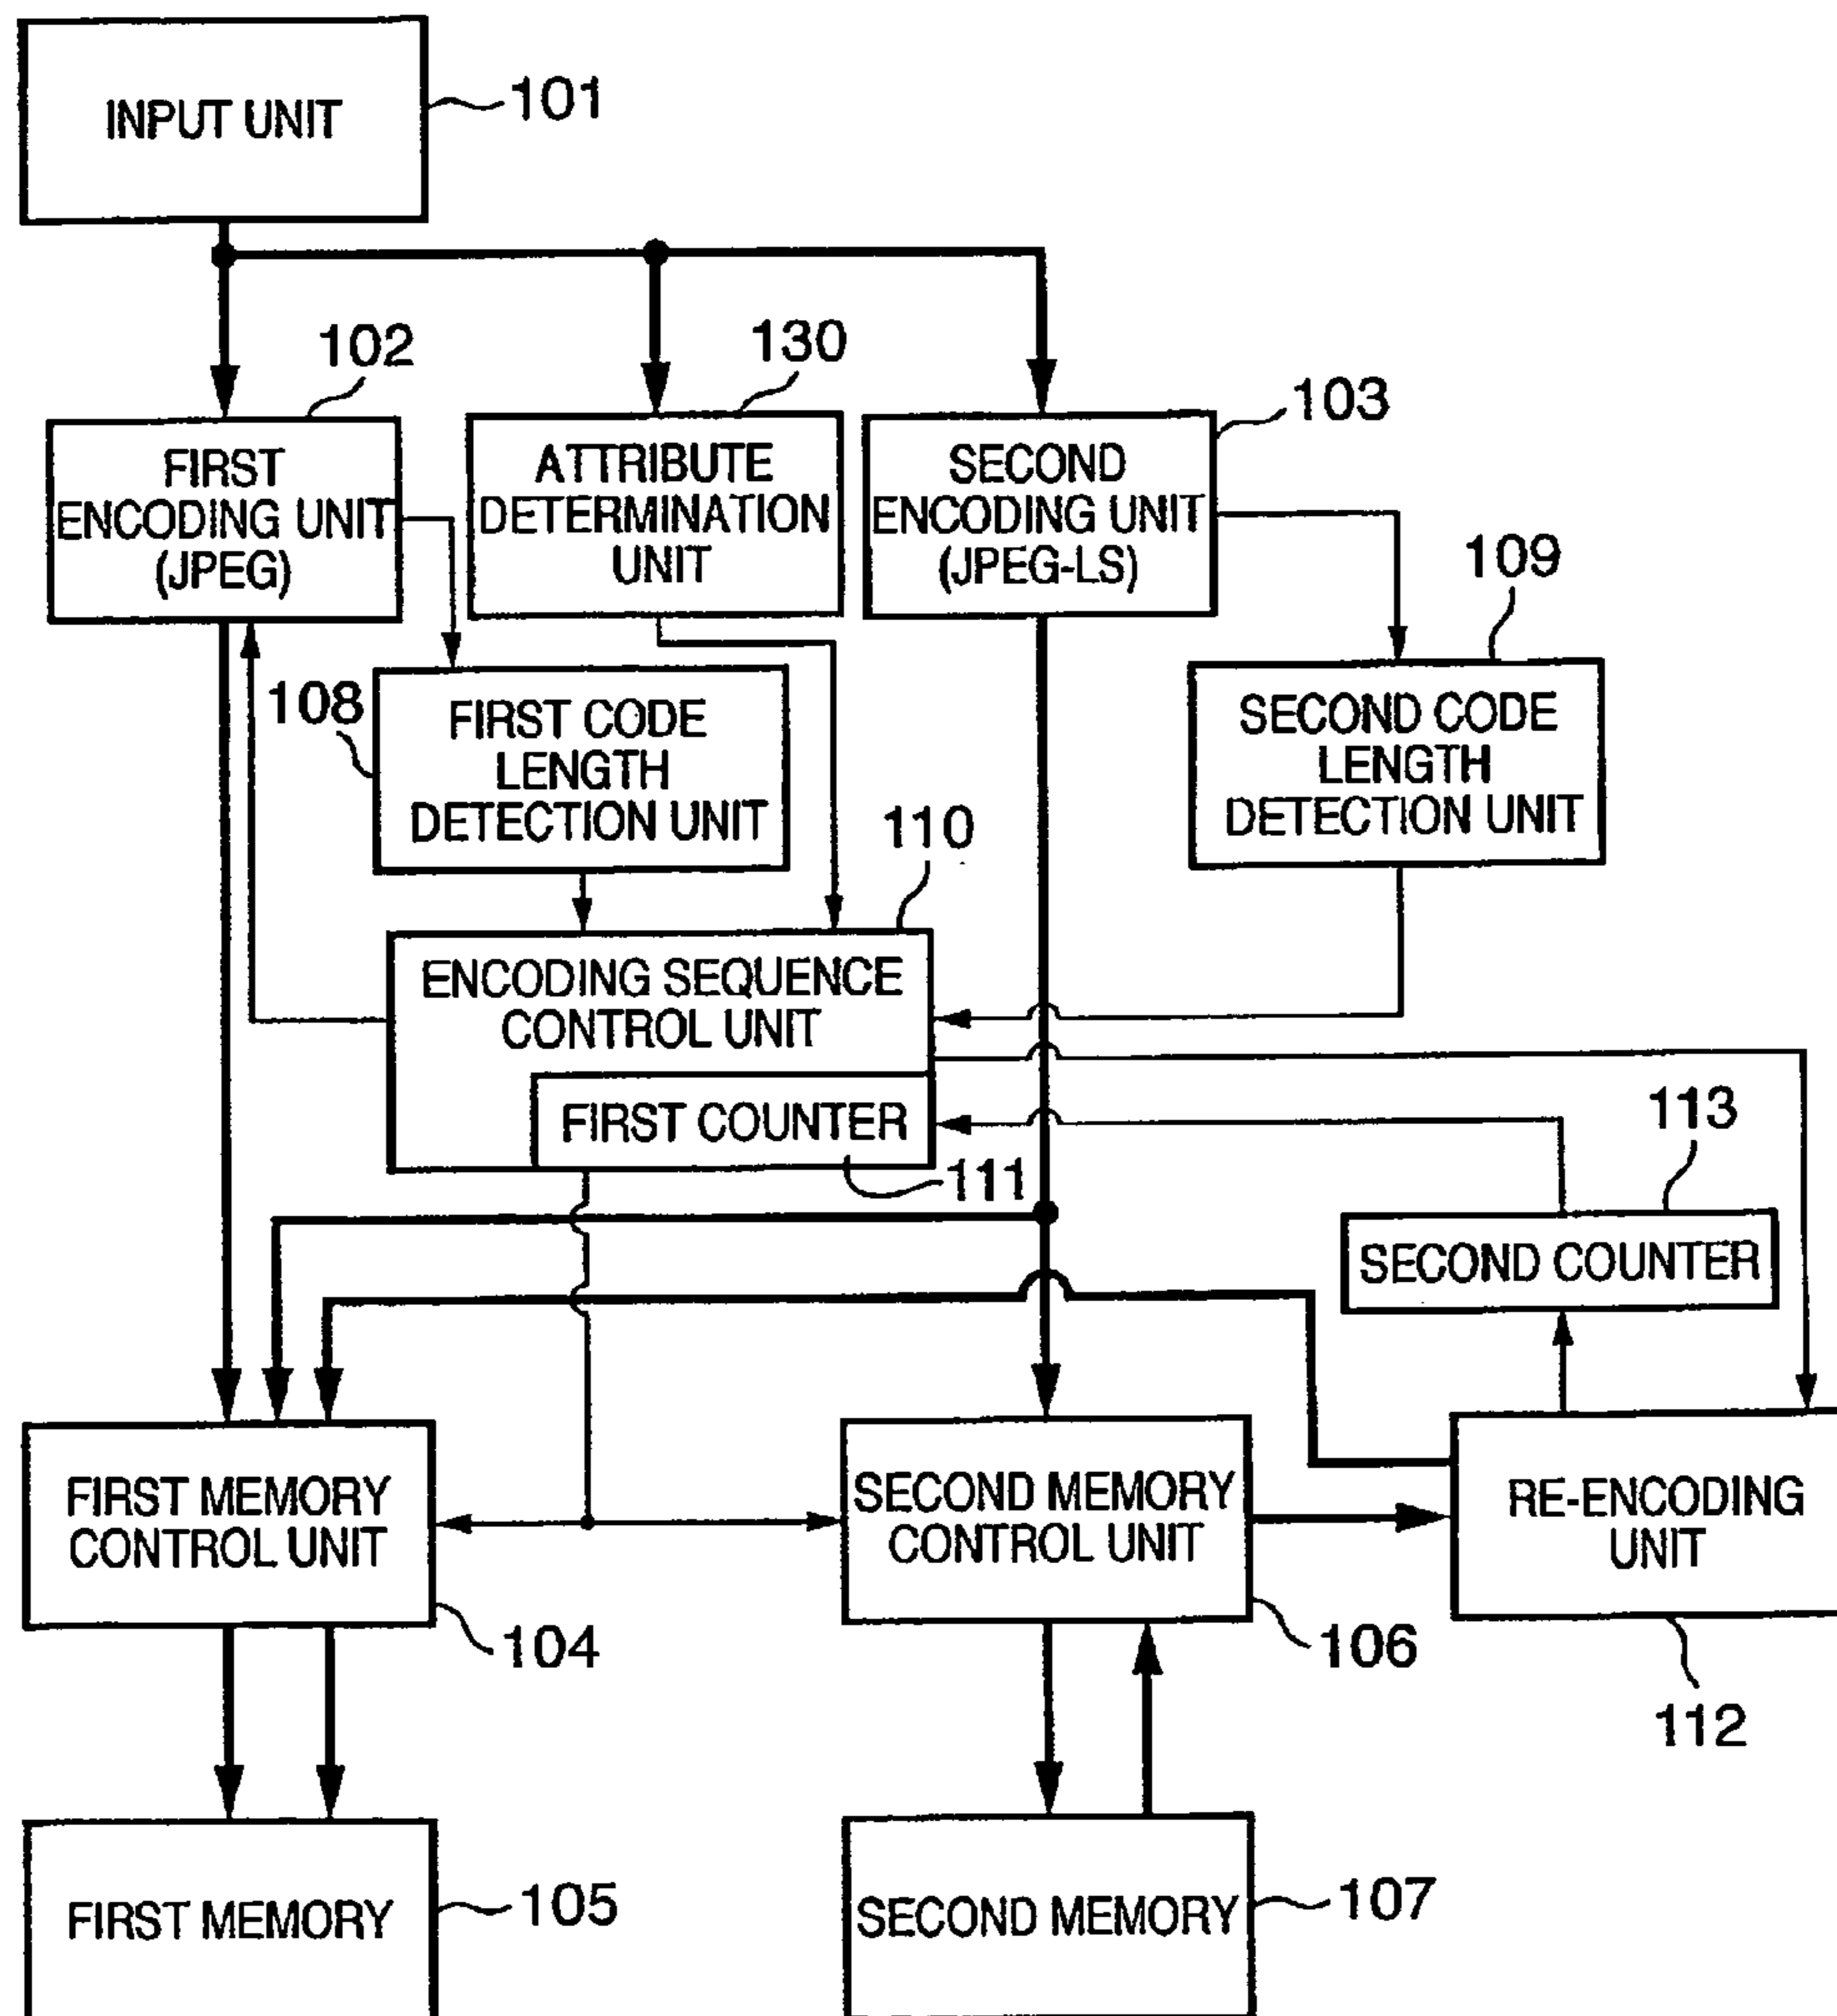 INPUT UNIT
101
102
130
103
FIRST
ENCODING UNIT
(JPEG)
ATTRIBUTE
DETERMINATION
UNIT
SECOND
ENCODING UNIT
(JPEG-LS)
109
108
FIRST CODE
LENGTH
DETECTION UNIT
SECOND CODE
LENGTH
DETECTION UNIT
110
ENCODING SEQUENCE
CONTROL UNIT
FIRST COUNTER
111
113
SECOND COUNTER
FIRST MEMORY
CONTROL UNIT
104
SECOND MEMORY
CONTROL UNIT
106
RE-ENCODING
UNIT
112
FIRST MEMORY
105
SECOND MEMORY
107